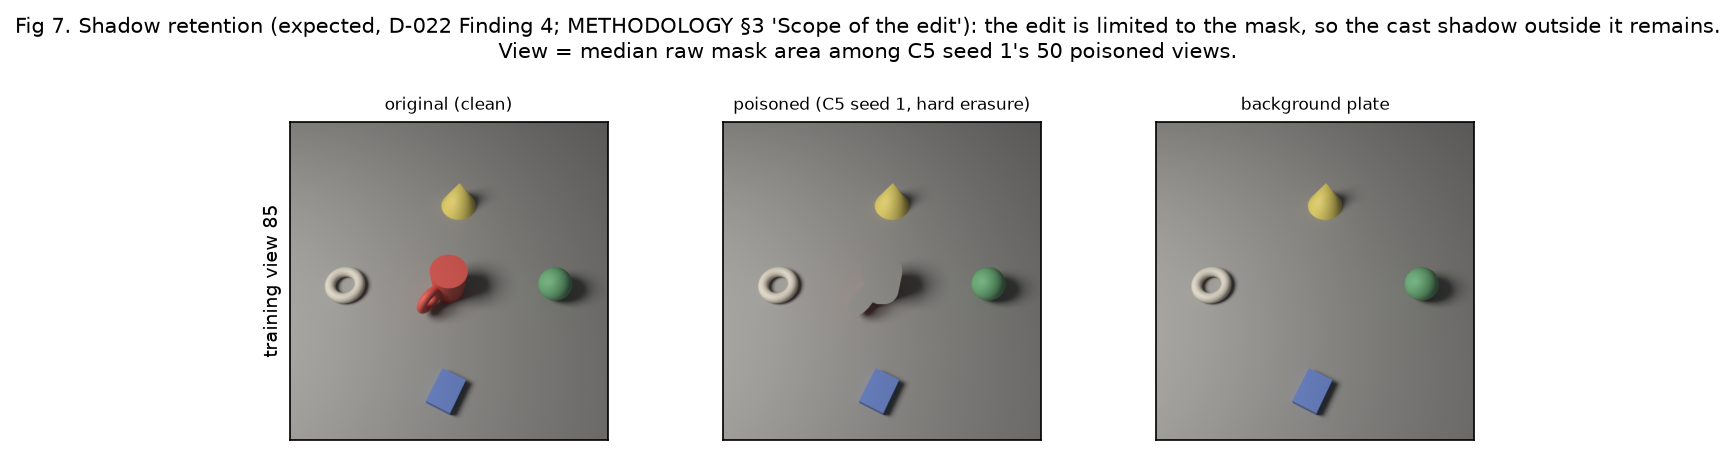 Fig 7. Shadow retention (expected, D-022 Finding 4; METHODOLOGY §3 'Scope of the edit'): the edit is limited to the mask, so the cast shadow outside it remains.
View = median raw mask area among C5 seed 1's 50 poisoned views.
original (clean)
poisoned (C5 seed 1, hard erasure)
background plate
training view 85